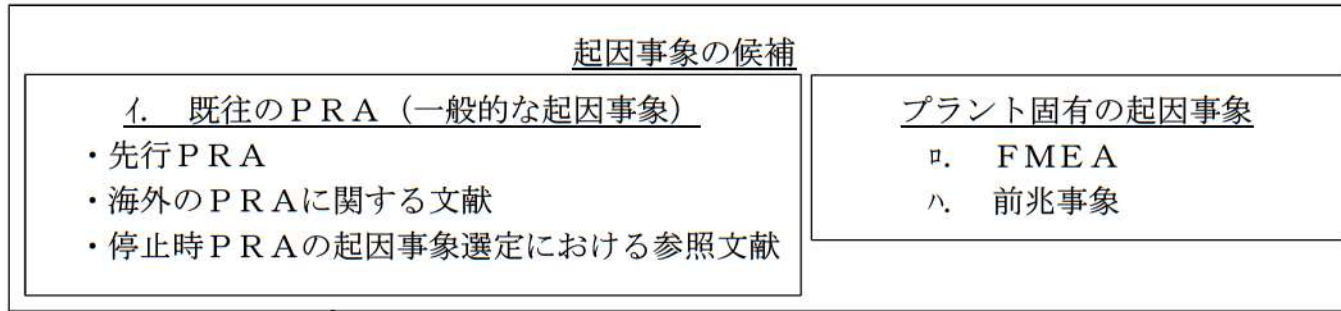 起因事象の候補
ｲ. 既往のＰＲＡ（一般的な起因事象）
・先行ＰＲＡ
・海外のＰＲＡに関する文献
・停止時ＰＲＡの起因事象選定における参照文献
プラント固有の起因事象
ﾛ. ＦＭＥＡ
ﾊ. 前兆事象